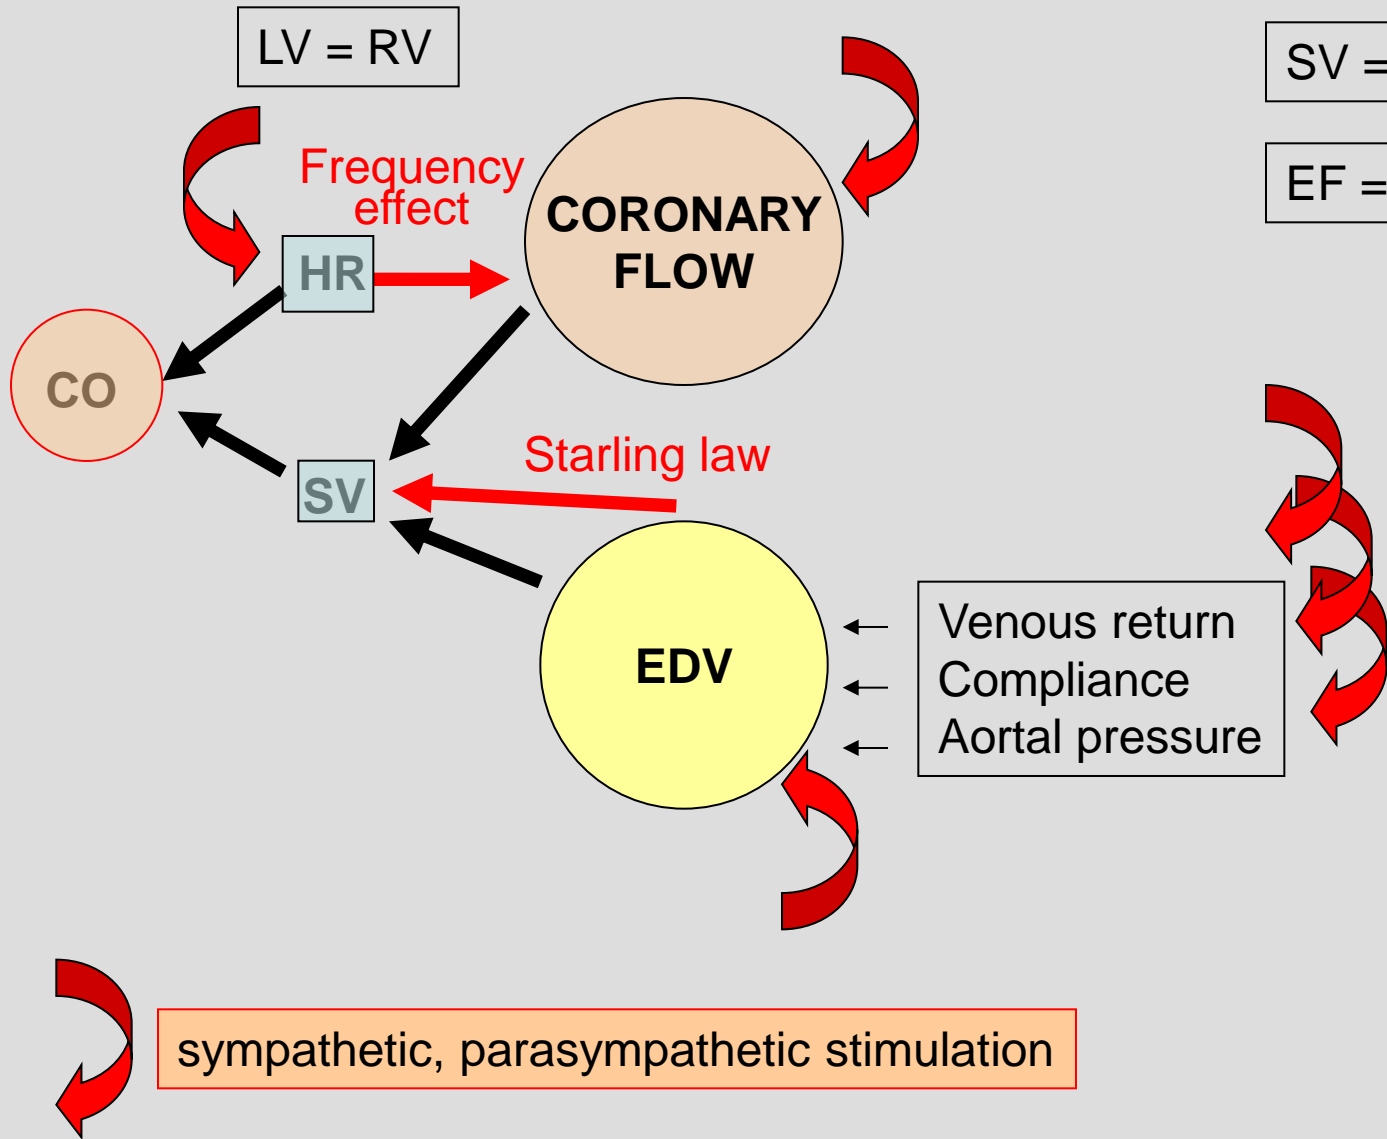 LV = RV
SV =
EF =
Frequency
effect
CORONARY
FLOW
HR
CO
Starling law
SV
EDV
Venous return
Compliance
Aortal pressure
sympathetic, parasympathetic stimulation